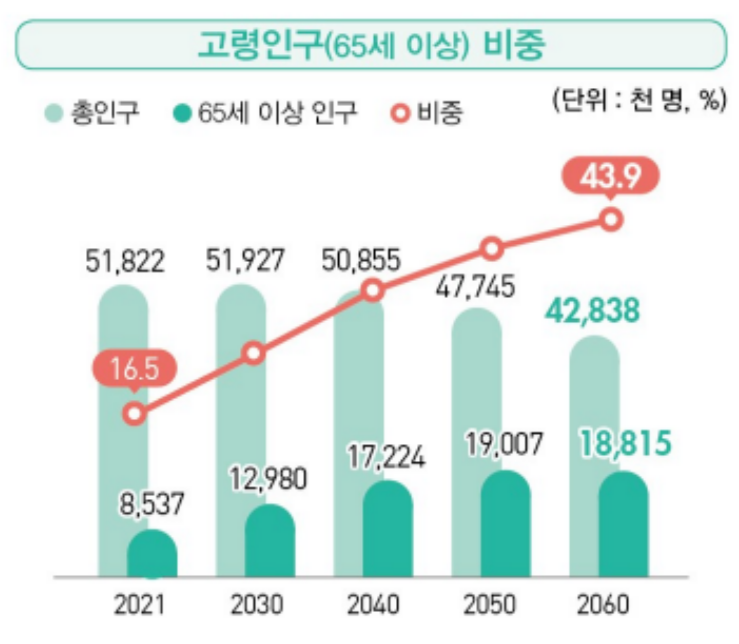 고령인구(65세 이상) 비중
총인구 65세 이상 인구 비중 (단위 : 천 명, %)
43.9
51,822 51,927 50,855 47,745 42,838
16.5
8,537 12,980 17,224 19,007 18,815
2021 2030 2040 2050 2060